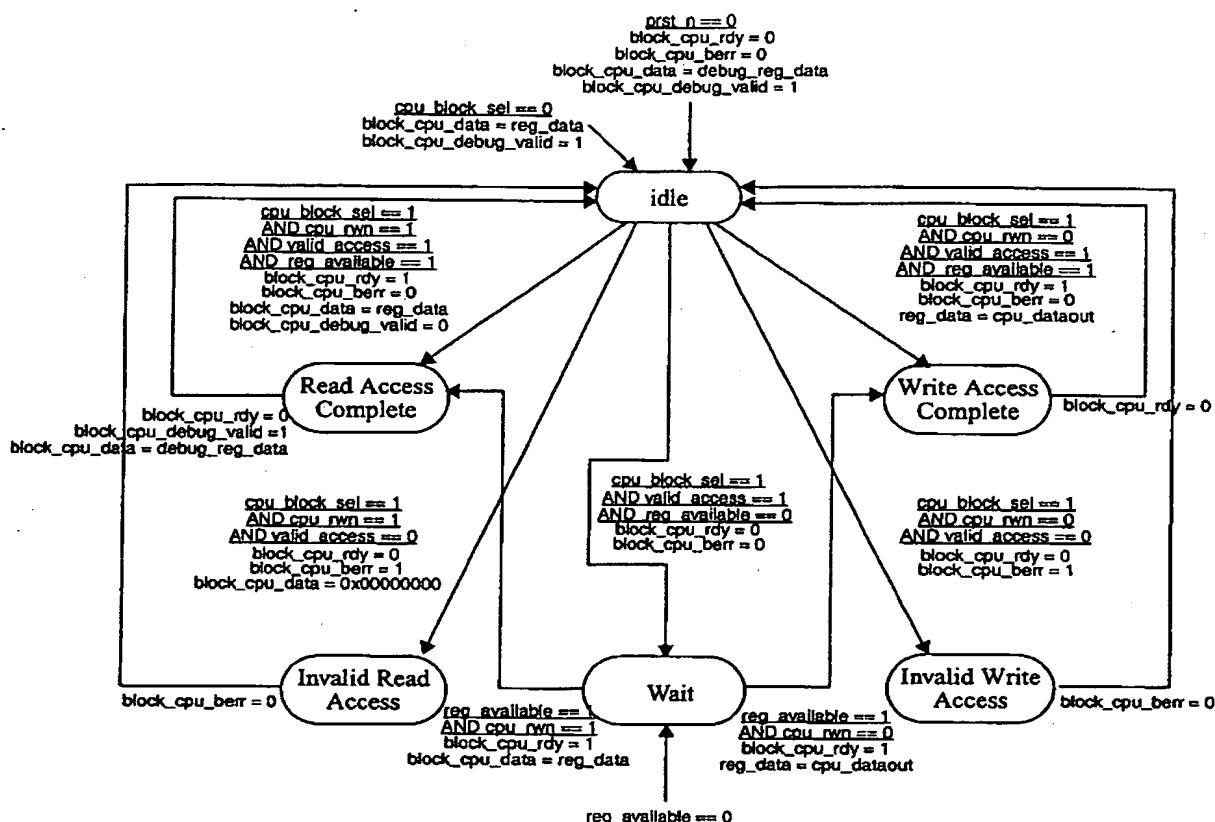 prst_n == 0
block_cpu_rdy = 0
block_cpu_berr = 0
block_cpu_data = debug_reg_data
block_cpu_debug_valid = 1
cpu_block_sel == 0
block_cpu_data = reg_data
block_cpu_debug_valid = 1
idle
cpu_block_sel == 1
AND cpu_rwn == 1
AND valid_access == 1
AND reg_available == 1
block_cpu_rdy = 1
block_cpu_berr = 0
block_cpu_data = reg_data
block_cpu_debug_valid = 0
cpu_block_sel == 1
AND cpu_rwn == 0
AND valid_access == 1
AND reg_available == 1
block_cpu_rdy = 1
block_cpu_berr = 0
reg_data = cpu_dataout
Read Access
Complete
Write Access
Complete
block_cpu_rdy = 0
block_cpu_debug_valid =1
block_cpu_data = debug_reg_data
block_cpu_rdy = 0
cpu_block_sel == 1
AND cpu_rwn == 1
AND valid_access == 0
block_cpu_rdy = 0
block_cpu_berr = 1
block_cpu_data = 0x00000000
cpu_block_sel == 1
AND valid_access == 1
AND reg_available == 0
block_cpu_rdy = 0
block_cpu_berr = 0
cpu_block_sel == 1
AND cpu_rwn == 0
AND valid_access == 0
block_cpu_rdy = 0
block_cpu_berr = 1
Invalid Read
Access
Wait
Invalid Write
Access
block_cpu_berr = 0
reg_available == 1
AND cpu_rwn == 1
block_cpu_rdy = 1
block_cpu_data = reg_data
reg_available == 1
AND cpu_rwn == 0
block_cpu_rdy = 1
reg_data = cpu_dataout
block_cpu_berr = 0
reg_available == 0